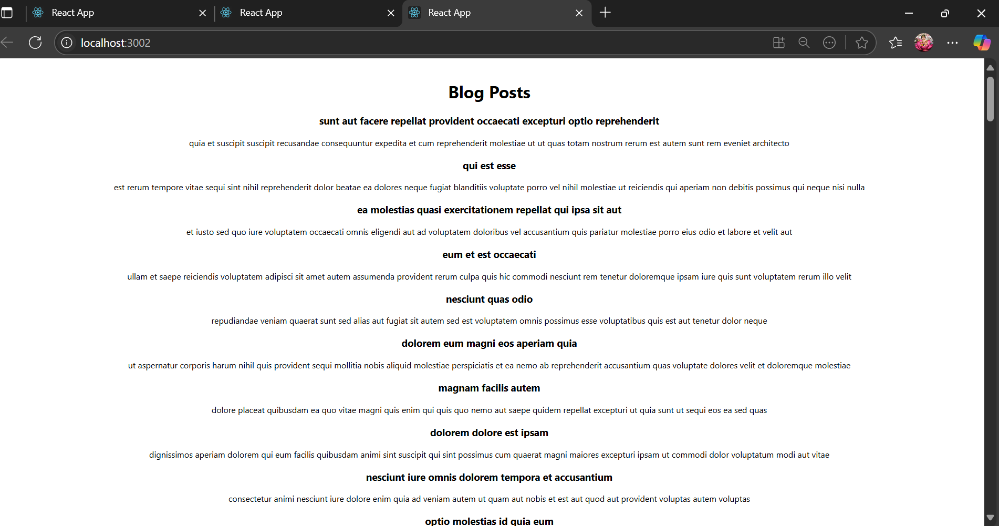 React App
React App
React App
localhost:3002
Blog Posts
sunt aut facere repellat provident occaecati excepturi optio reprehenderit
quia et suscipit suscipit recusandae consequuntur expedita et cum reprehenderit molestiae ut ut quas totam nostrum rerum est autem sunt rem eveniet architecto
qui est esse
est rerum tempore vitae sequi sint nihil reprehenderit dolor beatae ea dolores neque fugiat blanditiis voluptate porro vel nihil molestiae ut reiciendis qui aperiam non debitis possimus qui neque nisi nulla
ea molestias quasi exercitationem repellat qui ipsa sit aut
et iusto sed quo iure voluptatem occaecati omnis eligendi aut ad voluptatem doloribus vel accusantium quis pariatur molestiae porro eius odio et labore et velit aut
eum et est occaecati
ullam et saepe reiciendis voluptatem adipisci sit amet autem assumenda provident rerum culpa quis hic commodi nesciunt rem tenetur doloremque ipsam iure quis sunt voluptatem rerum illo velit
nesciunt quas odio
repudiandae veniam quaerat sunt sed alias aut fugiat sit autem sed est voluptatem omnis possimus esse voluptatibus quis est aut tenetur dolor neque
dolorem eum magni eos aperiam quia
ut aspernatur corporis harum nihil quis provident sequi mollitia nobis aliquid molestiae perspiciatis et ea nemo ab reprehenderit accusantium quas voluptate dolores velit et doloremque molestiae
magnam facilis autem
dolore placeat quibusdam ea quo vitae magni quis enim qui quis quo nemo aut saepe quidem repellat excepturi ut quia sunt ut sequi eos ea sed quas
dolorem dolore est ipsam
dignissimos aperiam dolorem qui eum facilis quibusdam animi sint suscipit qui sint possimus cum quaerat magni maiores excepturi ipsam ut commodi dolor voluptatum modi aut vitae
nesciunt iure omnis dolorem tempora et accusantium
consectetur animi nesciunt iure dolore enim quia ad veniam autem ut quam aut nobis et est aut quod aut provident voluptas autem voluptas
optio molestias id quia eum